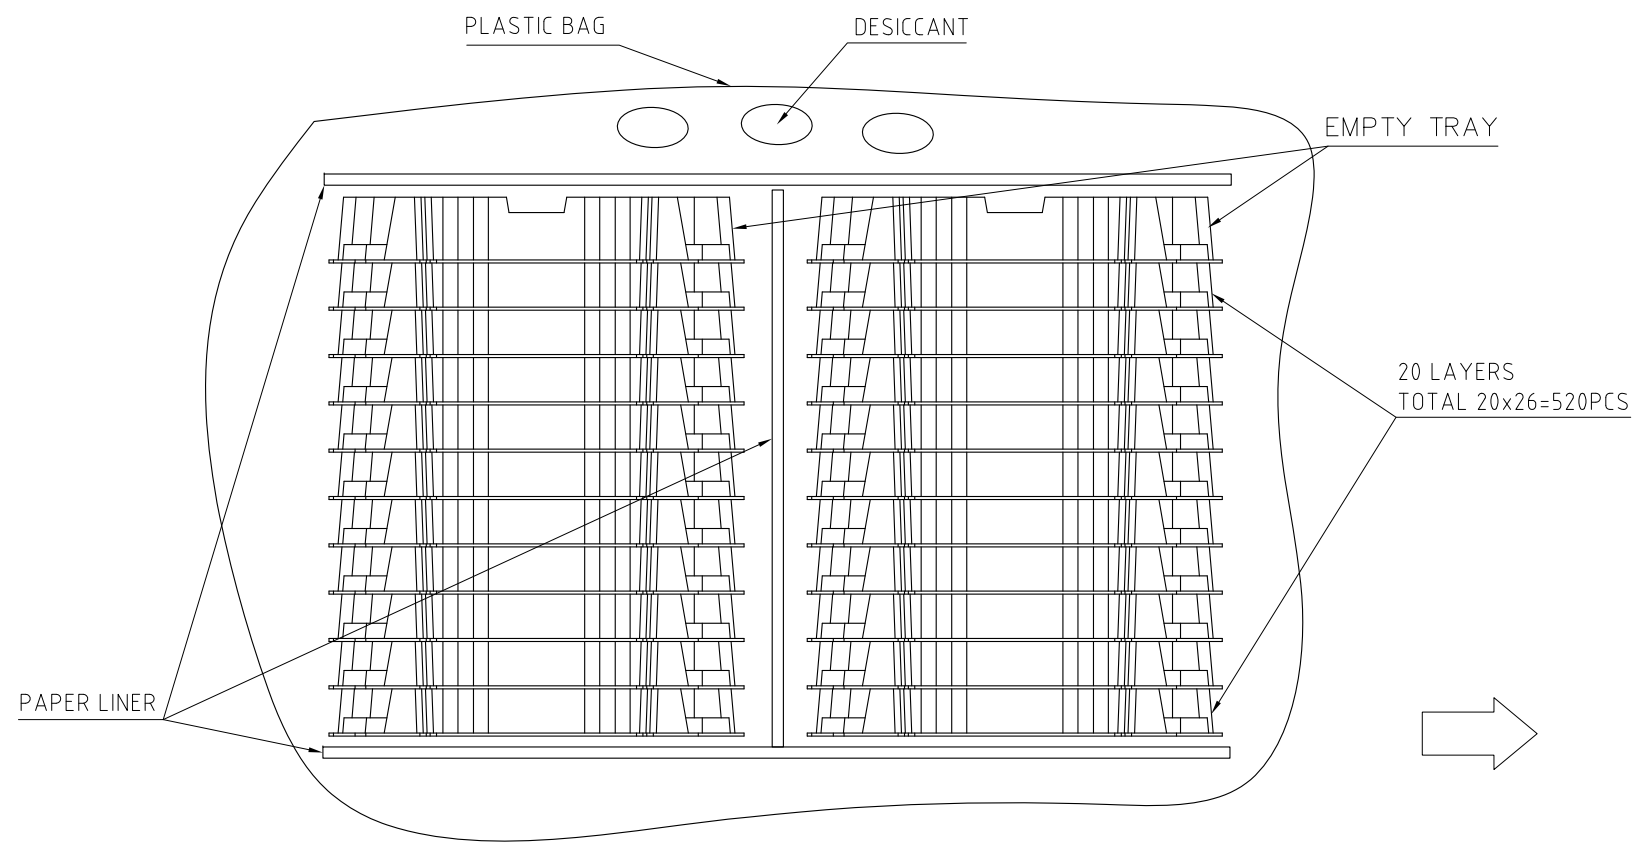 PLASTIC BAG
DESICCANT
EMPTY TRAY
20 LAYERS
TOTAL 20x26=520PCS
PAPER LINER